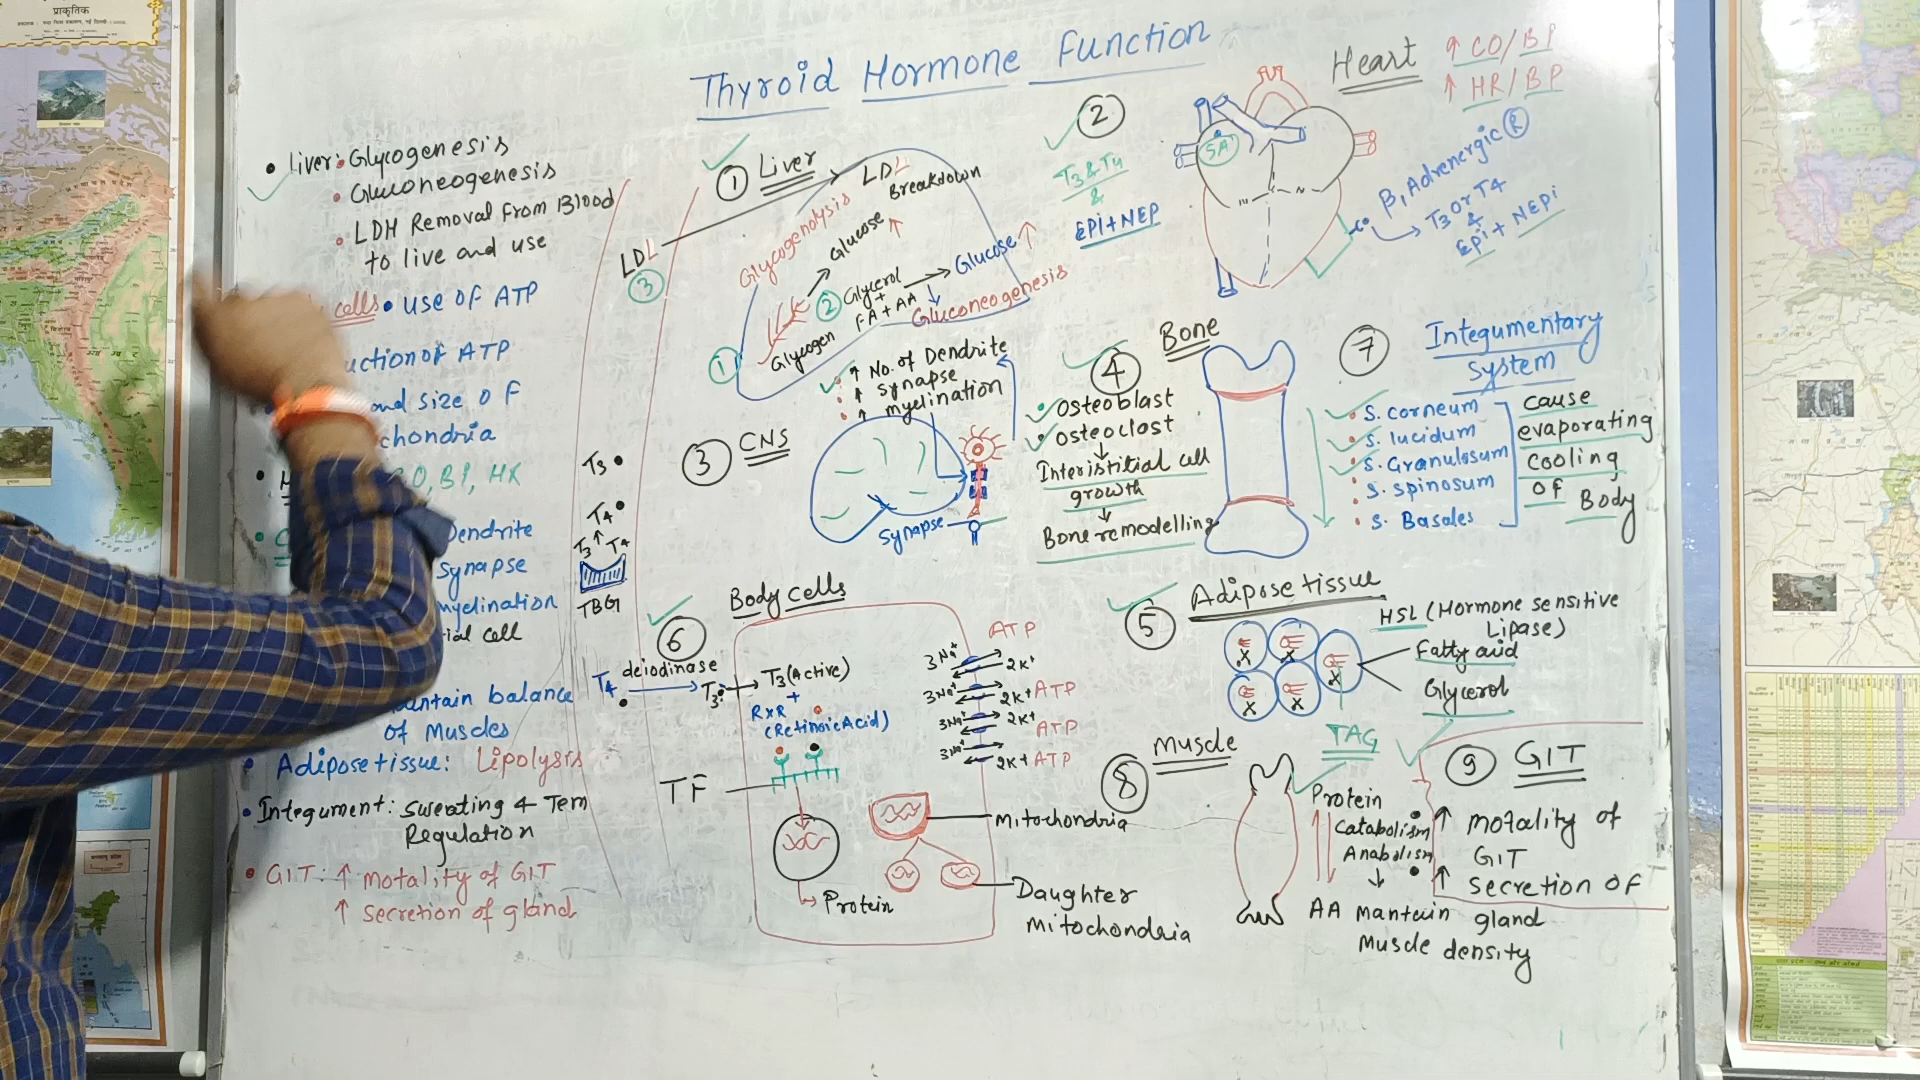 प्राकृतिक
Thyroid Hormone Function
• Liver: • Glycogenesis
• Gluconeogenesis
• LDH Removal From Blood
to live and use
cells • use of ATP
uction of ATP
and size of
chondria
O, BP, HR
Dendrite
Synapse
myelination
ial cell
untain balance
of Muscles
• Adipose tissue: Lipolysis
• Integument: sweating & Tem
Regulation
• GIT: ↑ motality of GIT
↑ secretion of gland
① Liver
LDL
LDL
Breakdown
③
Glycogenolysis
Glucose ↑
② Glycerol
+
FA + AA
Glucose ↑
Gluconeogenesis
① Glycogen
②
T3 & T4
&
EPi + NEP
Heart
↑ CO/BP
↑ HR/BP
SA
β1 Adrenergic Ⓡ
T3 or T4
&
Epi + NEpi
③ CNS
↑ No. of Dendrite
↑ synapse
↑ myelination
Synapse
T3 •
T4 •
T3 T4
TBG
④ Bone
• Osteoblast
• Osteoclast
↓
Interistitial cell
growth
↓
Bone remodelling
⑦ Integumentary
System
• S. corneum
• S. lucidum
• S. Granulosum
• S. spinosum
• S. Basales
cause
evaporating
cooling
of Body
⑥ Body cells
T4 deiodinase T3 → T3 (Active)
+
RxR
(Retinoic Acid)
TF
Protein
ATP
3Na+ 2K+
3Na+ 2K+ ATP
3Na+ 2K+ ATP
3Na+ 2K+ ATP
Mitochondria
Daughter
Mitochondria
⑤ Adipose tissue
HSL (Hormone sensitive
Lipase)
Fatty acid
Glycerol
TAG
⑧ Muscle
Protein
Catabolism
Anabolism
↓
AA mantein
Muscle density
⑨ GIT
↑ motality of
GIT
↑ secretion of
gland